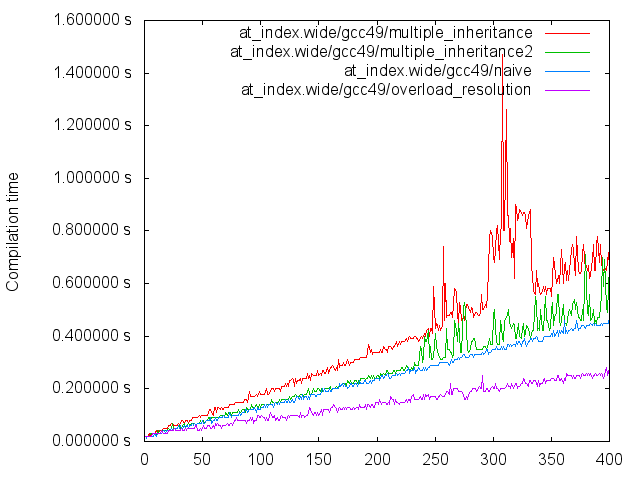 1.600000 s
1.400000 s
1.200000 s
1.000000 s
0.800000 s
0.600000 s
0.400000 s
0.200000 s
0.000000 s
Compilation time
at_index.wide/gcc49/multiple_inheritance
at_index.wide/gcc49/multiple_inheritance2
at_index.wide/gcc49/naive
at_index.wide/gcc49/overload_resolution
0 50 100 150 200 250 300 350 400